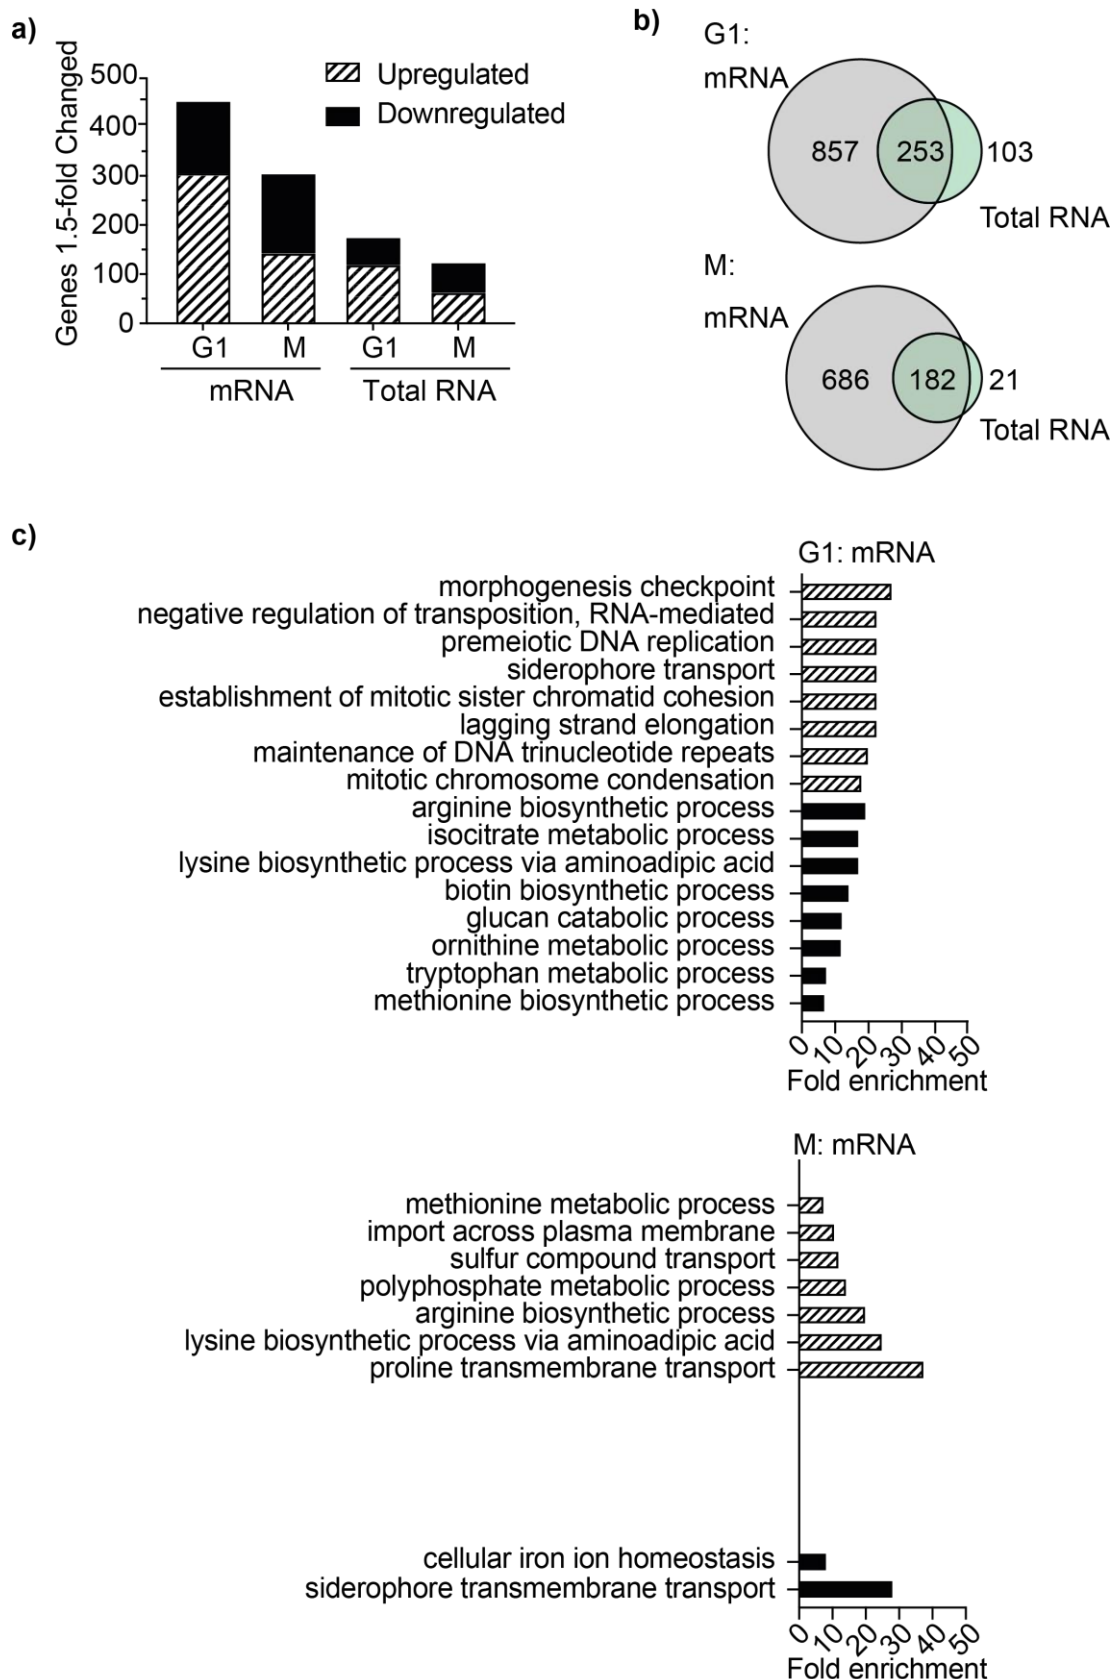 a)
Genes 1.5-fold Changed
500
400
300
200
100
0
Upregulated
Downregulated
G1 M G1 M
mRNA Total RNA
b)
G1:
mRNA
857 253 103
Total RNA
M:
mRNA
686 182 21
Total RNA
c)
G1: mRNA
morphogenesis checkpoint
negative regulation of transposition, RNA-mediated
premeiotic DNA replication
siderophore transport
establishment of mitotic sister chromatid cohesion
lagging strand elongation
maintenance of DNA trinucleotide repeats
mitotic chromosome condensation
arginine biosynthetic process
isocitrate metabolic process
lysine biosynthetic process via aminoadipic acid
biotin biosynthetic process
glucan catabolic process
ornithine metabolic process
tryptophan metabolic process
methionine biosynthetic process
0 10 20 30 40 50
Fold enrichment
M: mRNA
methionine metabolic process
import across plasma membrane
sulfur compound transport
polyphosphate metabolic process
arginine biosynthetic process
lysine biosynthetic process via aminoadipic acid
proline transmembrane transport
cellular iron ion homeostasis
siderophore transmembrane transport
0 10 20 30 40 50
Fold enrichment